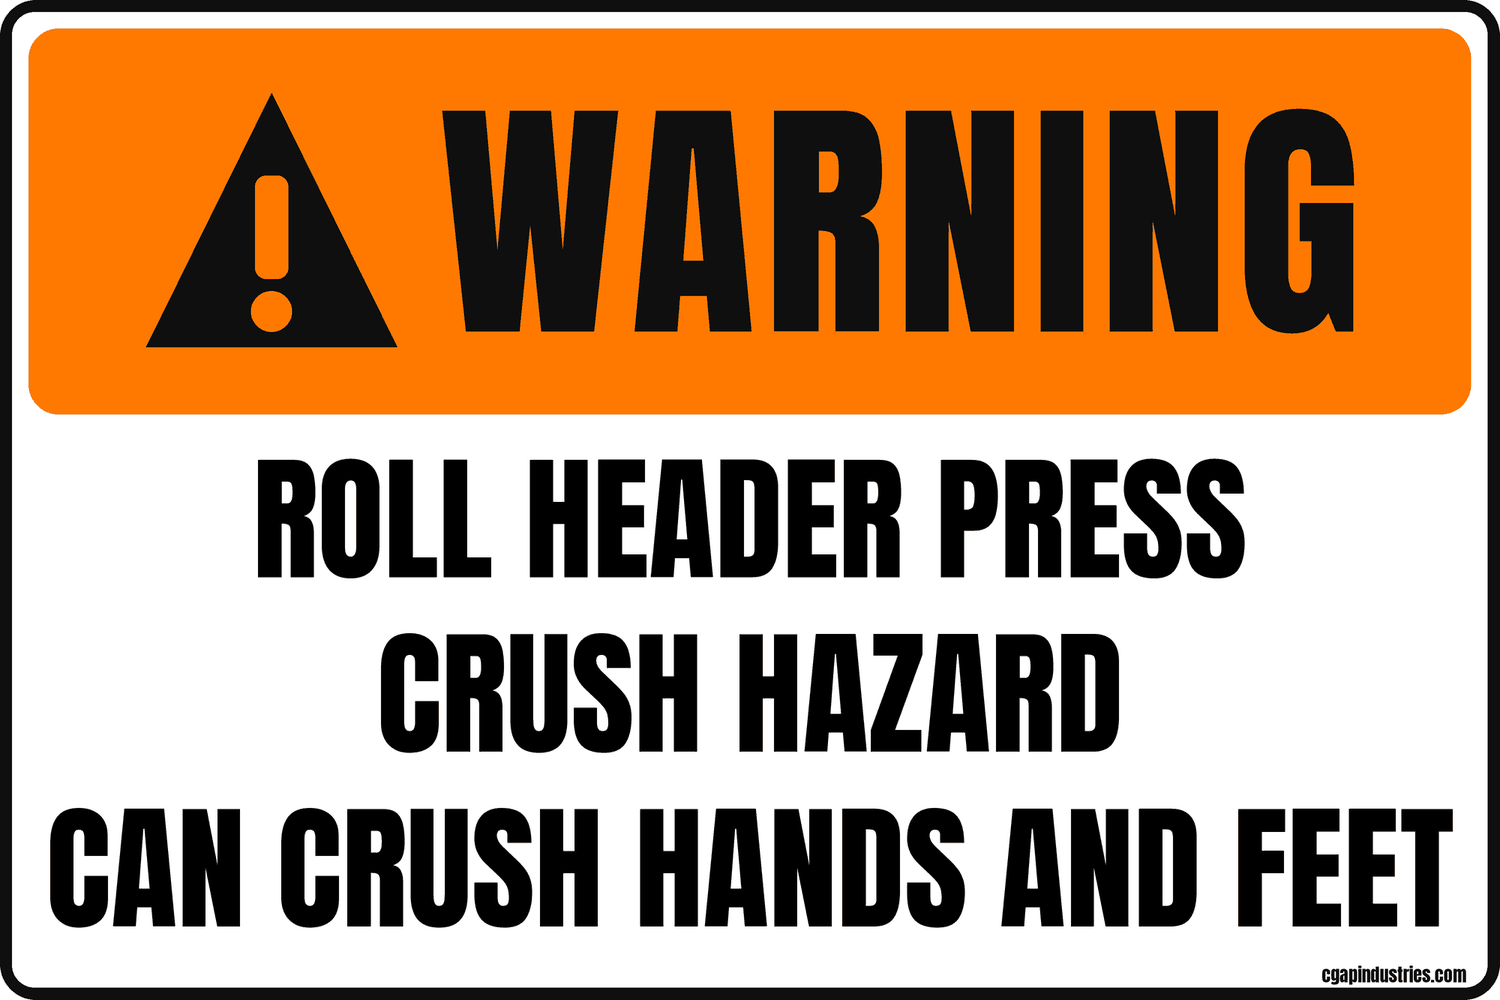 WARNING
ROLL HEADER PRESS
CRUSH HAZARD
CAN CRUSH HANDS AND FEET
cgapindustries.com